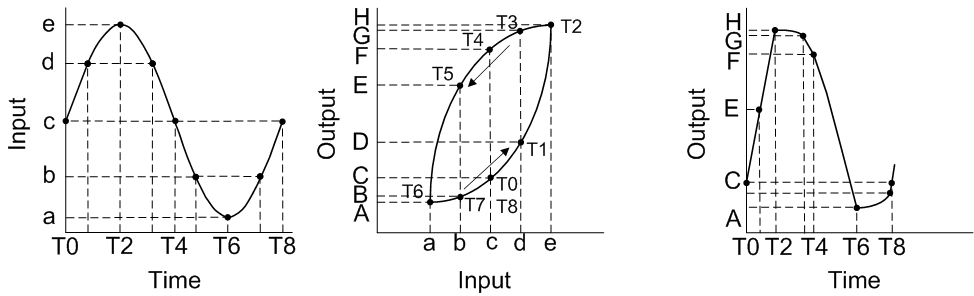 e
d
c
b
a
Input
T0 T2 T4 T6 T8
Time
H
G
F
E
D
C
B
A
Output
T3
T2
T4
T5
T1
T6
T0
T7 T8
a b c d e
Input
H
G
F
E
C
A
Output
T0 T2 T4 T6 T8
Time